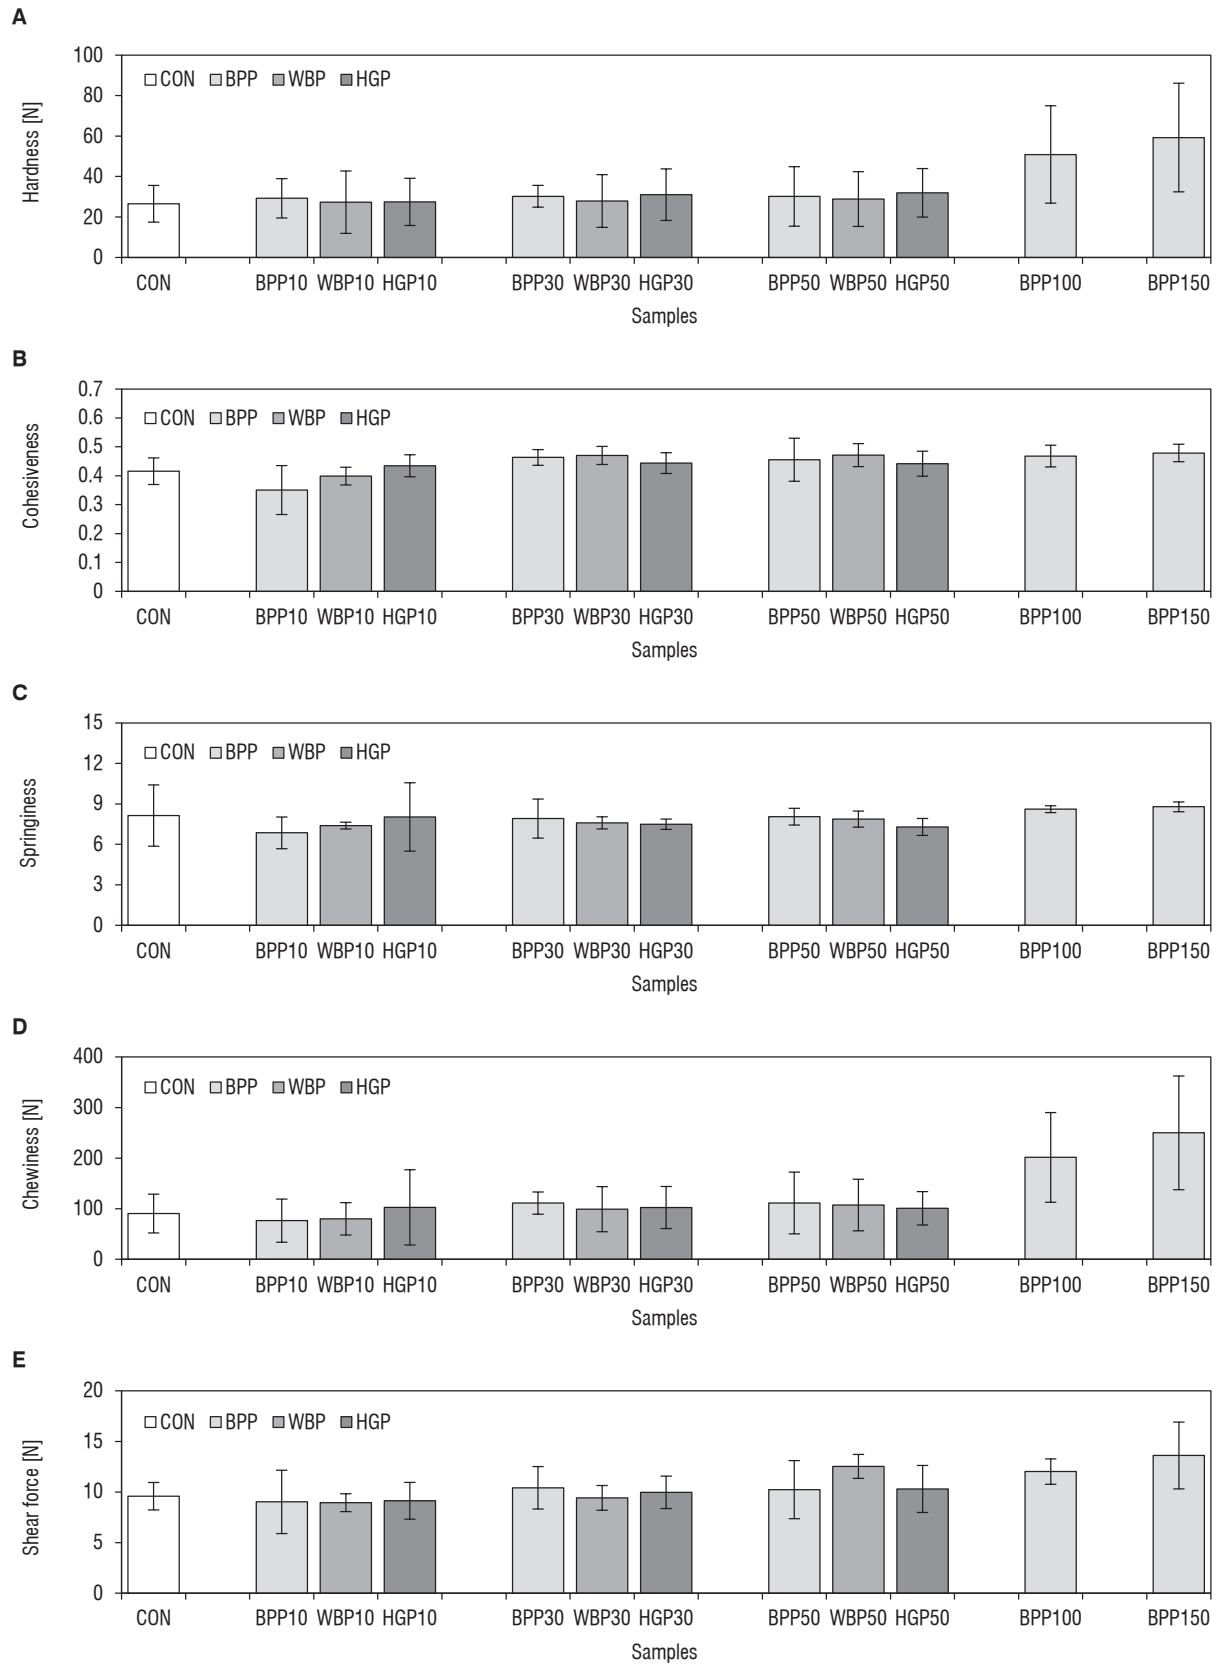 A
Hardness [N]
100
80
60
40
20
0
CON BPP WBP HGP
CON BPP10 WBP10 HGP10 BPP30 WBP30 HGP30 BPP50 WBP50 HGP50 BPP100 BPP150
Samples
B
Cohesiveness
0.7
0.6
0.5
0.4
0.3
0.2
0.1
0
CON BPP WBP HGP
CON BPP10 WBP10 HGP10 BPP30 WBP30 HGP30 BPP50 WBP50 HGP50 BPP100 BPP150
Samples
C
Springiness
15
12
9
6
3
0
CON BPP WBP HGP
CON BPP10 WBP10 HGP10 BPP30 WBP30 HGP30 BPP50 WBP50 HGP50 BPP100 BPP150
Samples
D
Chewiness [N]
400
300
200
100
0
CON BPP WBP HGP
CON BPP10 WBP10 HGP10 BPP30 WBP30 HGP30 BPP50 WBP50 HGP50 BPP100 BPP150
Samples
E
Shear force [N]
20
15
10
5
0
CON BPP WBP HGP
CON BPP10 WBP10 HGP10 BPP30 WBP30 HGP30 BPP50 WBP50 HGP50 BPP100 BPP150
Samples